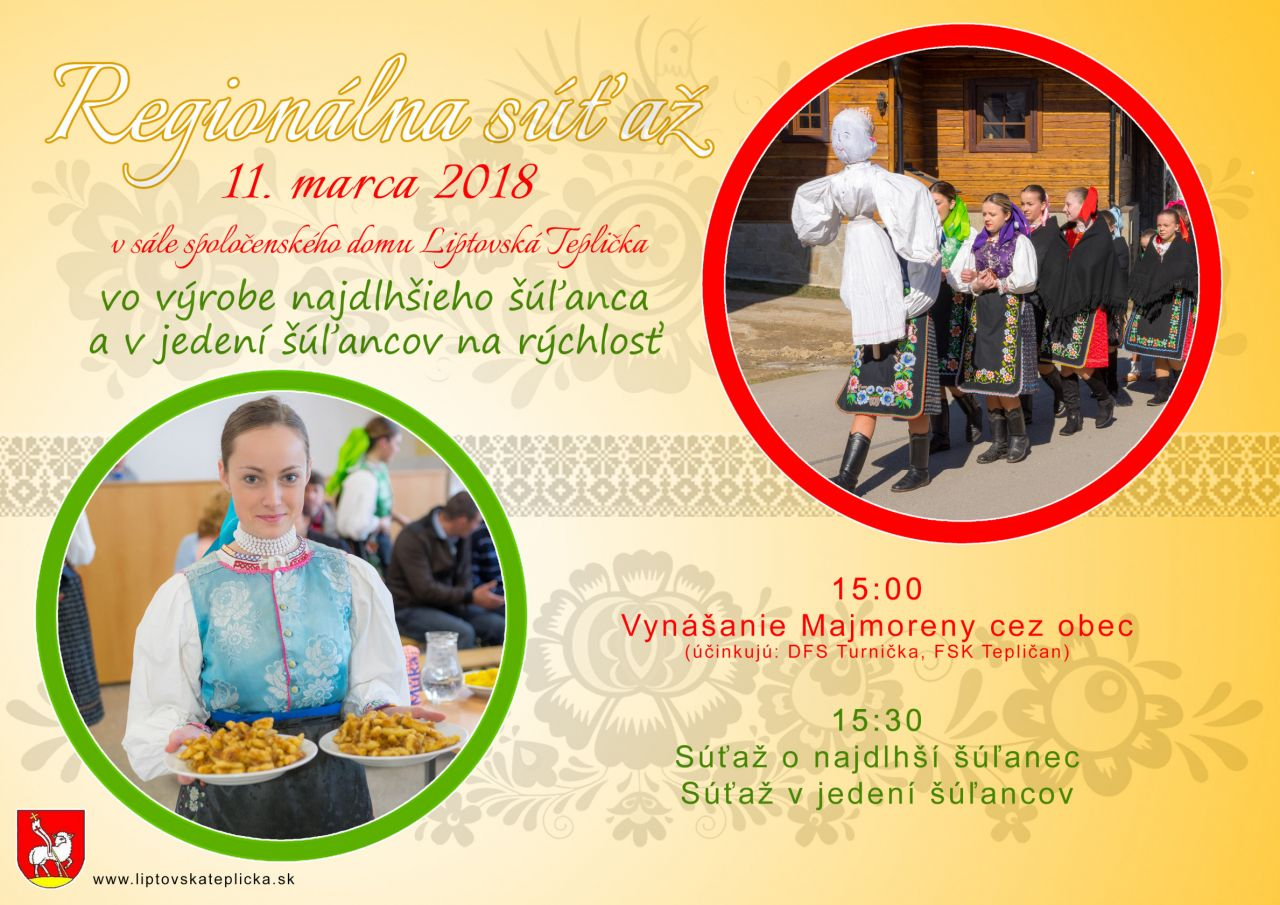 Regionálna súťaž
11. marca 2018
v sále spoločenského domu Liptovská Teplička
vo výrobe najdlhšieho šúľanca
a v jedení šúľancov na rýchlosť
15:00
Vynášanie Majmoreny cez obec
(účinkujú: DFS Turnička, FSK Tepličan)
15:30
Súťaž o najdlhší šúľanec
Súťaž v jedení šúľancov
www.liptovskateplicka.sk